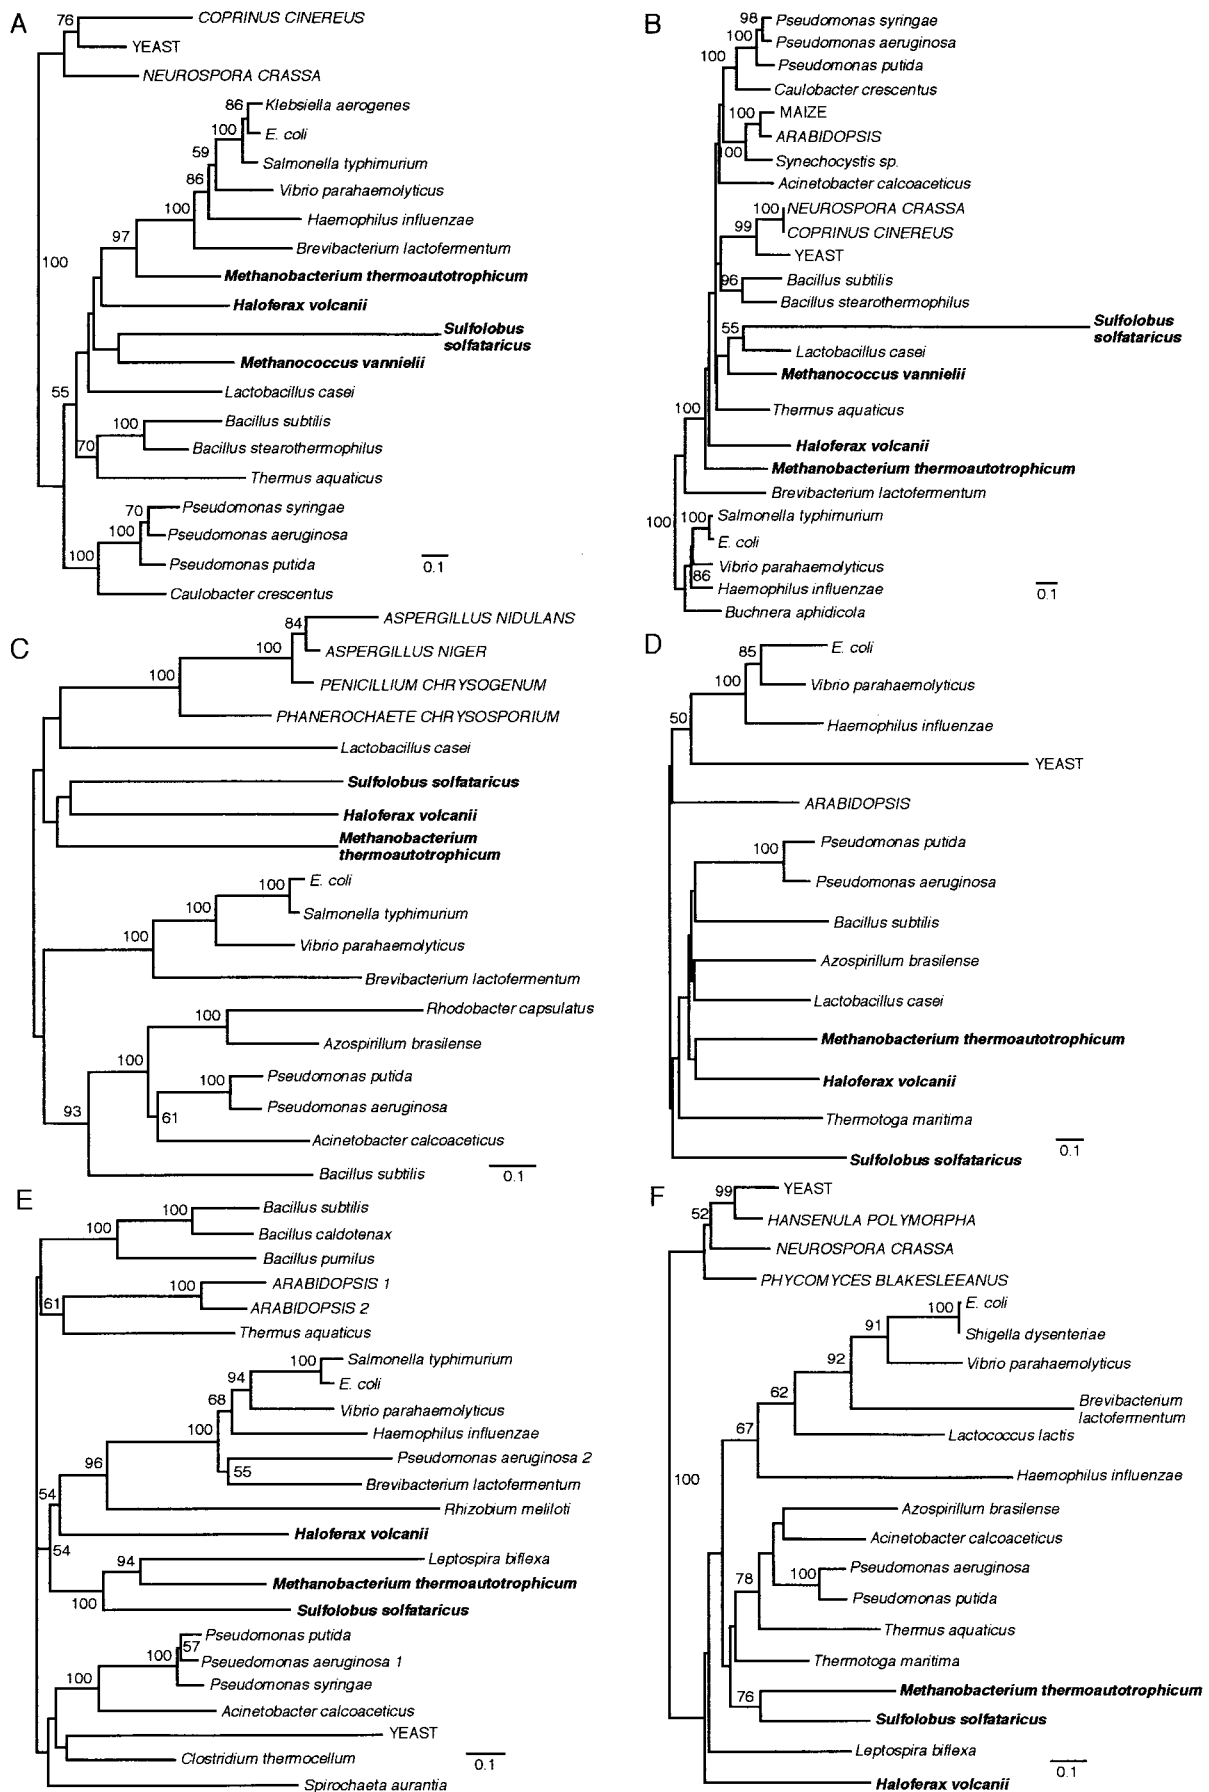 A
76
COPRINUS CINEREUS
YEAST
NEUROSPORA CRASSA
86
Klebsiella aerogenes
100
E. coli
59
Salmonella typhimurium
86
Vibrio parahaemolyticus
100
Haemophilus influenzae
97
Brevibacterium lactofermentum
100
Methanobacterium thermoautotrophicum
Haloferax volcanii
Sulfolobus
solfataricus
Methanococcus vannielii
55
Lactobacillus casei
100
Bacillus subtilis
70
Bacillus stearothermophilus
Thermus aquaticus
70
Pseudomonas syringae
100
Pseudomonas aeruginosa
100
Pseudomonas putida
Caulobacter crescentus
0.1
B
98
Pseudomonas syringae
100
Pseudomonas aeruginosa
100
Pseudomonas putida
Caulobacter crescentus
100
MAIZE
ARABIDOPSIS
100
Synechocystis sp.
Acinetobacter calcoaceticus
100
NEUROSPORA CRASSA
99
COPRINUS CINEREUS
YEAST
96
Bacillus subtilis
Bacillus stearothermophilus
55
Sulfolobus
solfataricus
Lactobacillus casei
Methanococcus vannielii
100
Thermus aquaticus
Haloferax volcanii
Methanobacterium thermoautotrophicum
Brevibacterium lactofermentum
100
100
Salmonella typhimurium
E. coli
86
Vibrio parahaemolyticus
Haemophilus influenzae
Buchnera aphidicola
0.1
C
84
ASPERGILLUS NIDULANS
100
ASPERGILLUS NIGER
100
PENICILLIUM CHRYSOGENUM
PHANEROCHAETE CHRYSOSPORIUM
Lactobacillus casei
Sulfolobus solfataricus
Haloferax volcanii
Methanobacterium
thermoautotrophicum
100
E. coli
100
Salmonella typhimurium
100
Vibrio parahaemolyticus
Brevibacterium lactofermentum
100
Rhodobacter capsulatus
100
Azospirillum brasilense
100
Pseudomonas putida
93
61
Pseudomonas aeruginosa
Acinetobacter calcoaceticus
Bacillus subtilis
0.1
D
85
E. coli
100
Vibrio parahaemolyticus
50
Haemophilus influenzae
YEAST
ARABIDOPSIS
100
Pseudomonas putida
Pseudomonas aeruginosa
Bacillus subtilis
Azospirillum brasilense
Lactobacillus casei
Methanobacterium thermoautotrophicum
Haloferax volcanii
Thermotoga maritima
Sulfolobus solfataricus
0.1
E
100
Bacillus subtilis
100
Bacillus caldotenax
Bacillus pumilus
100
ARABIDOPSIS 1
61
ARABIDOPSIS 2
Thermus aquaticus
100
Salmonella typhimurium
94
E. coli
68
Vibrio parahaemolyticus
100
Haemophilus influenzae
96
Pseudomonas aeruginosa 2
55
Brevibacterium lactofermentum
54
Rhizobium meliloti
Haloferax volcanii
54
94
Leptospira biflexa
Methanobacterium thermoautotrophicum
100
Sulfolobus solfataricus
Pseudomonas putida
57
100
Pseuedomonas aeruginosa 1
100
Pseudomonas syringae
Acinetobacter calcoaceticus
YEAST
Clostridium thermocellum
Spirochaeta aurantia
0.1
F
99
YEAST
52
HANSENULA POLYMORPHA
NEUROSPORA CRASSA
PHYCOMYCES BLAKESLEEANUS
100
E. coli
91
Shigella dysenteriae
92
Vibrio parahaemolyticus
62
Brevibacterium
lactofermentum
67
Lactococcus lactis
100
Haemophilus influenzae
Azospirillum brasilense
Acinetobacter calcoaceticus
78
100
Pseudomonas aeruginosa
Pseudomonas putida
Thermus aquaticus
Thermotoga maritima
76
Methanobacterium thermoautotrophicum
Sulfolobus solfataricus
Leptospira biflexa
Haloferax volcanii
0.1